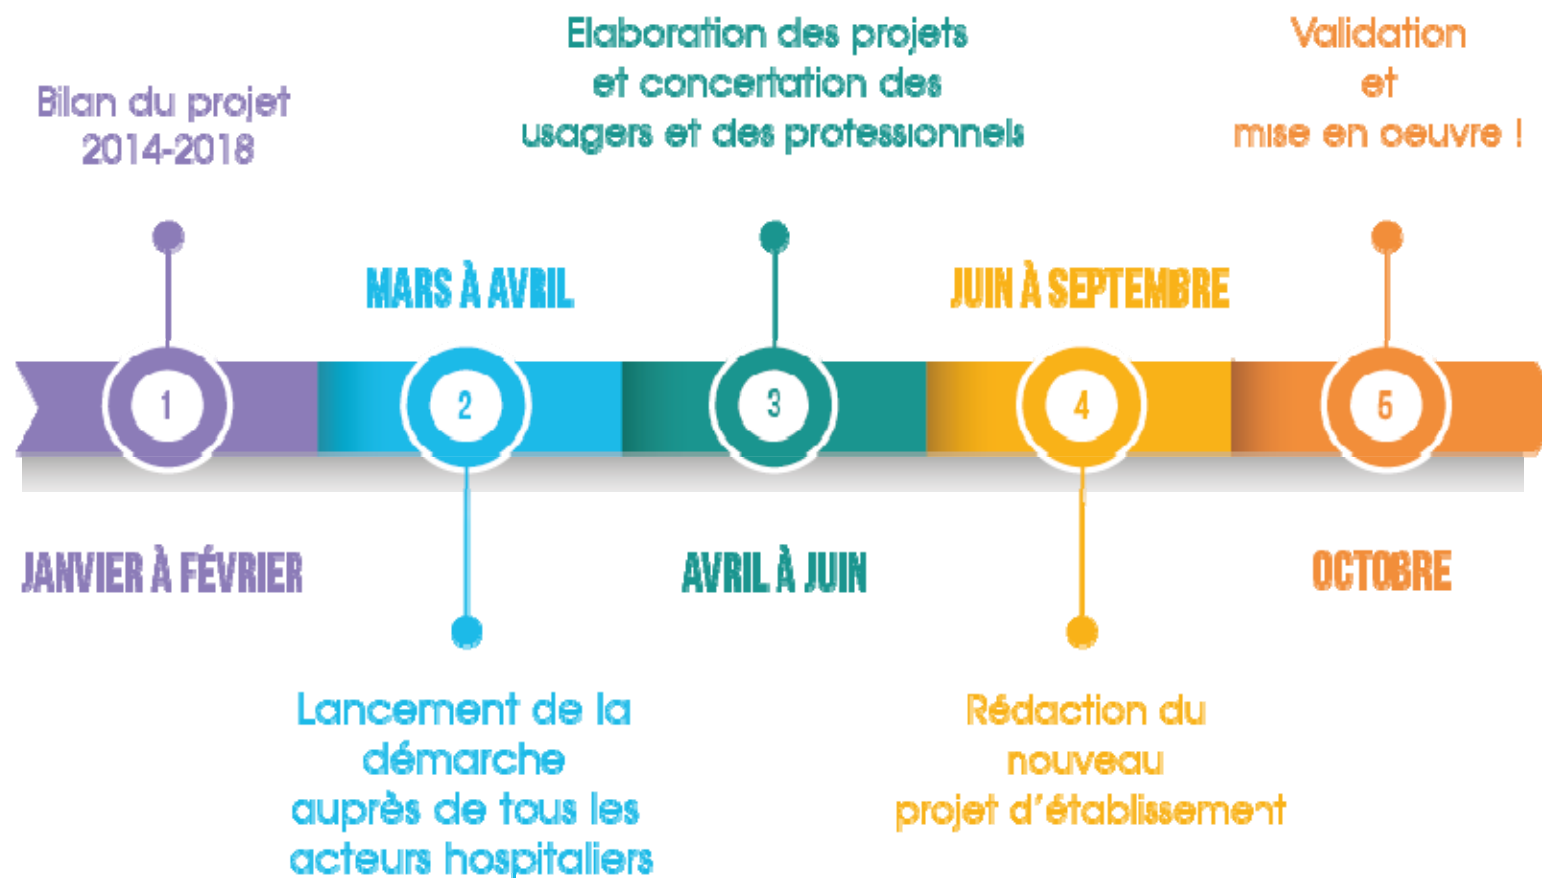 Bilan du projet
2014-2018
1
JANVIER À FÉVRIER
MARS À AVRIL
2
Lancement de la
démarche
auprès de tous les
acteurs hospitaliers
Elaboration des projets
et concertation des
usagers et des professionnels
3
AVRIL À JUIN
JUIN À SEPTEMBRE
4
Rédaction du
nouveau
projet d'établissement
Validation
et
mise en oeuvre !
5
OCTOBRE